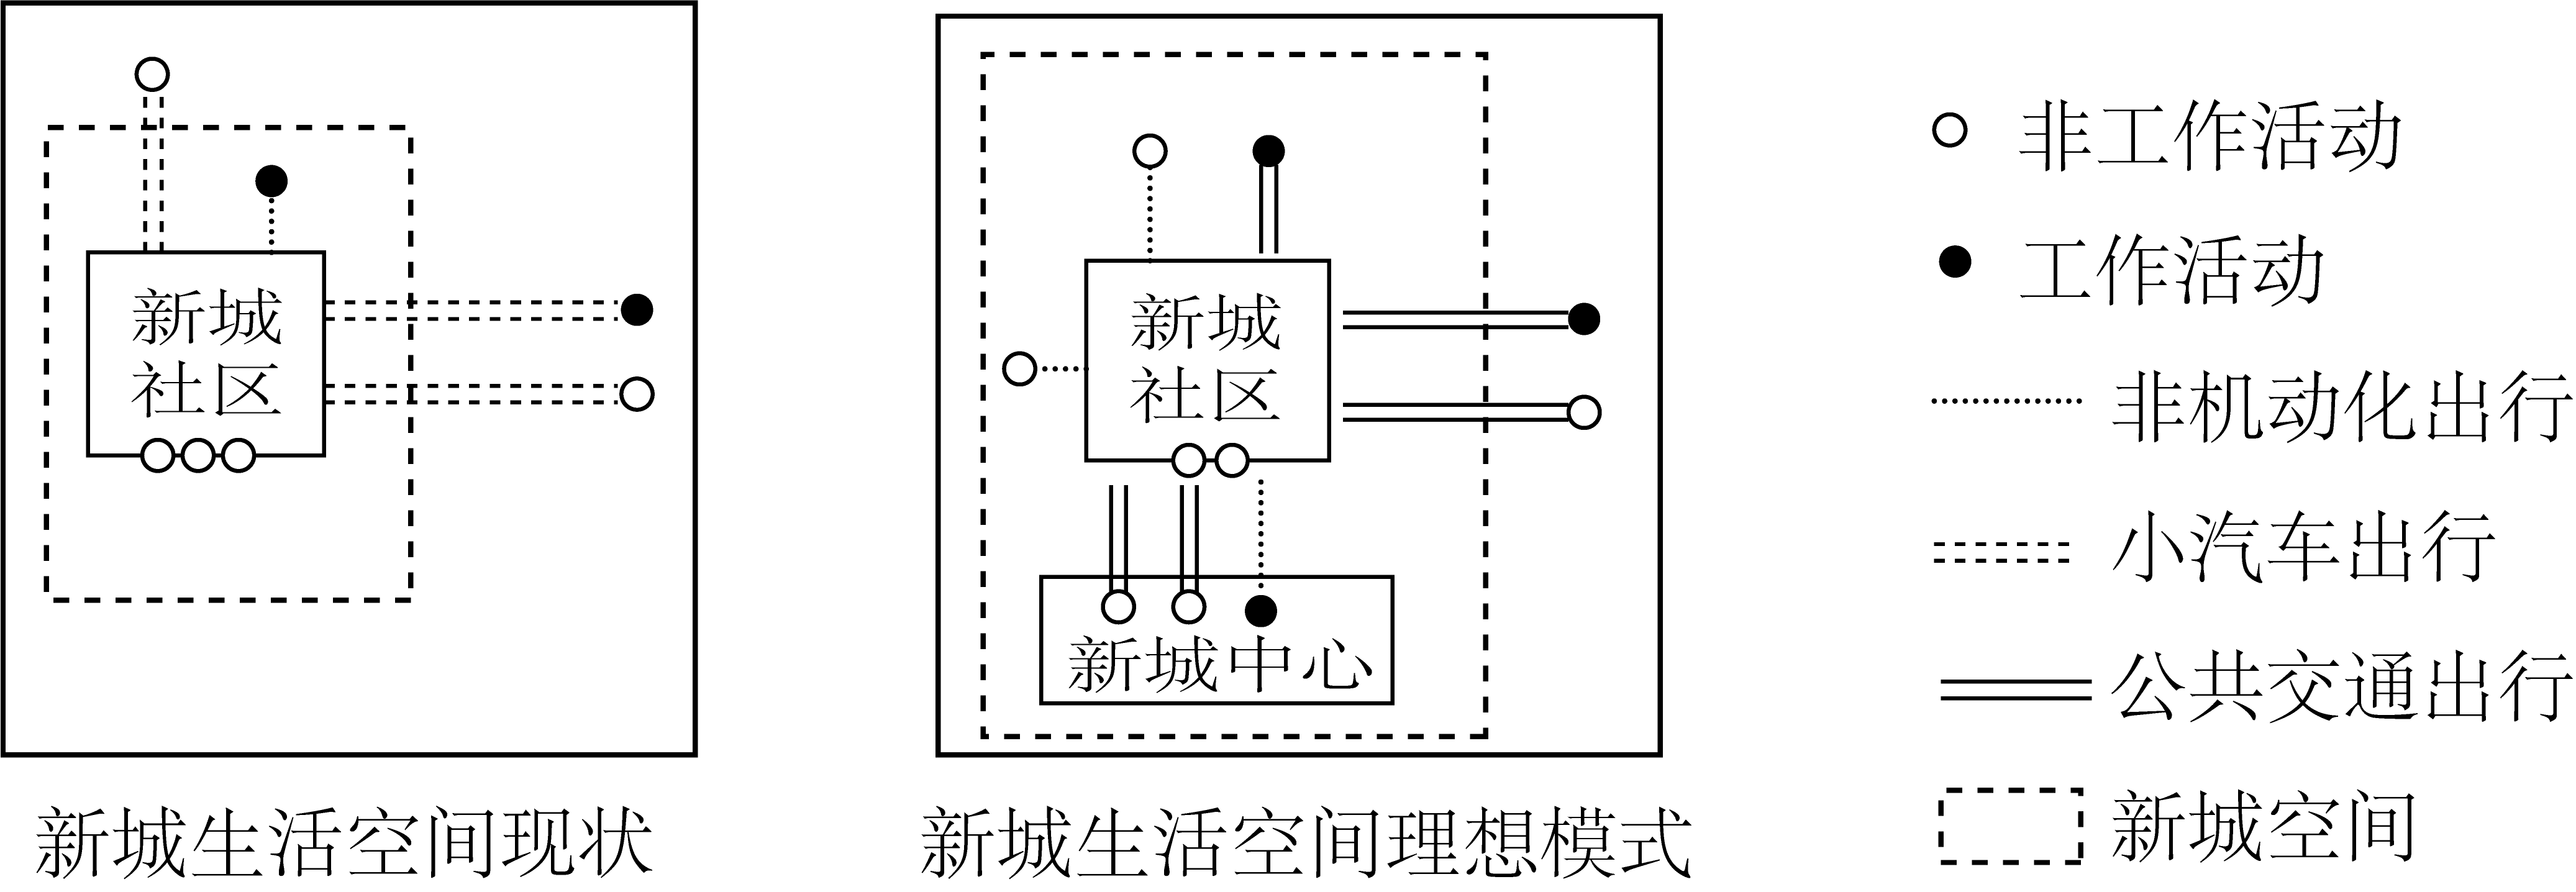 新城
社区
新城生活空间现状
新城
社区
新城中心
新城生活空间理想模式
非工作活动
工作活动
非机动化出行
小汽车出行
公共交通出行
新城空间